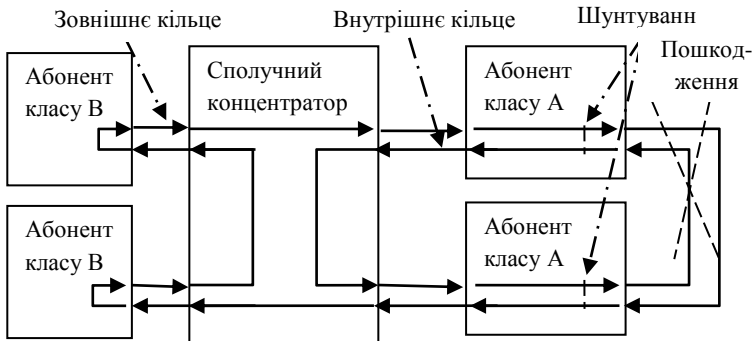 Зовнішнє кільце
Внутрішнє кільце
Шунтуванн
Пошкод-
ження
Абонент
класу В
Сполучний
концентратор
Абонент
класу А
Абонент
класу В
Абонент
класу А